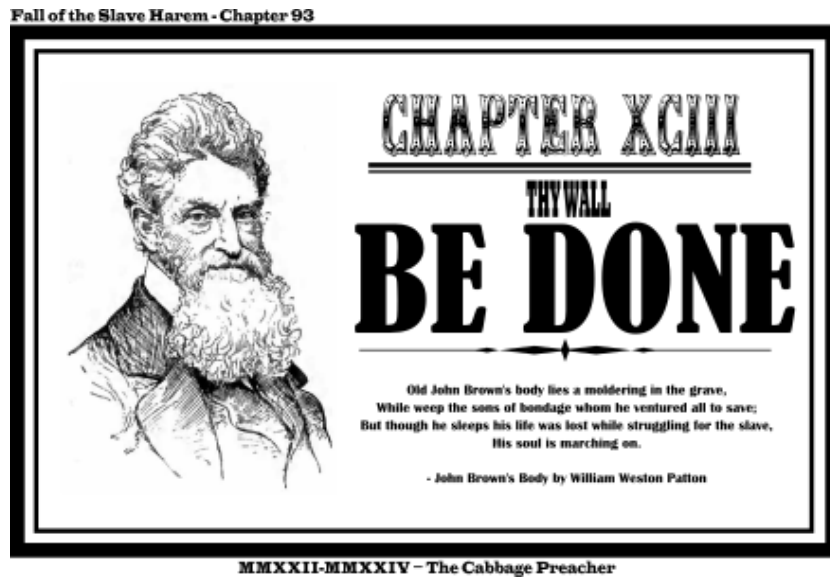 Fall of the Slave Harem - Chapter 93
CHAPTER XCIII
THY WALL
BE DONE
Old John Brown's body lies a moldering in the grave,
While weep the sons of bondage whom he ventured all to save;
But though he sleeps his life was lost while struggling for the slave,
His soul is marching on.
- John Brown's Body by William Weston Patton
MMXXII-MMXXIV – The Cabbage Preacher